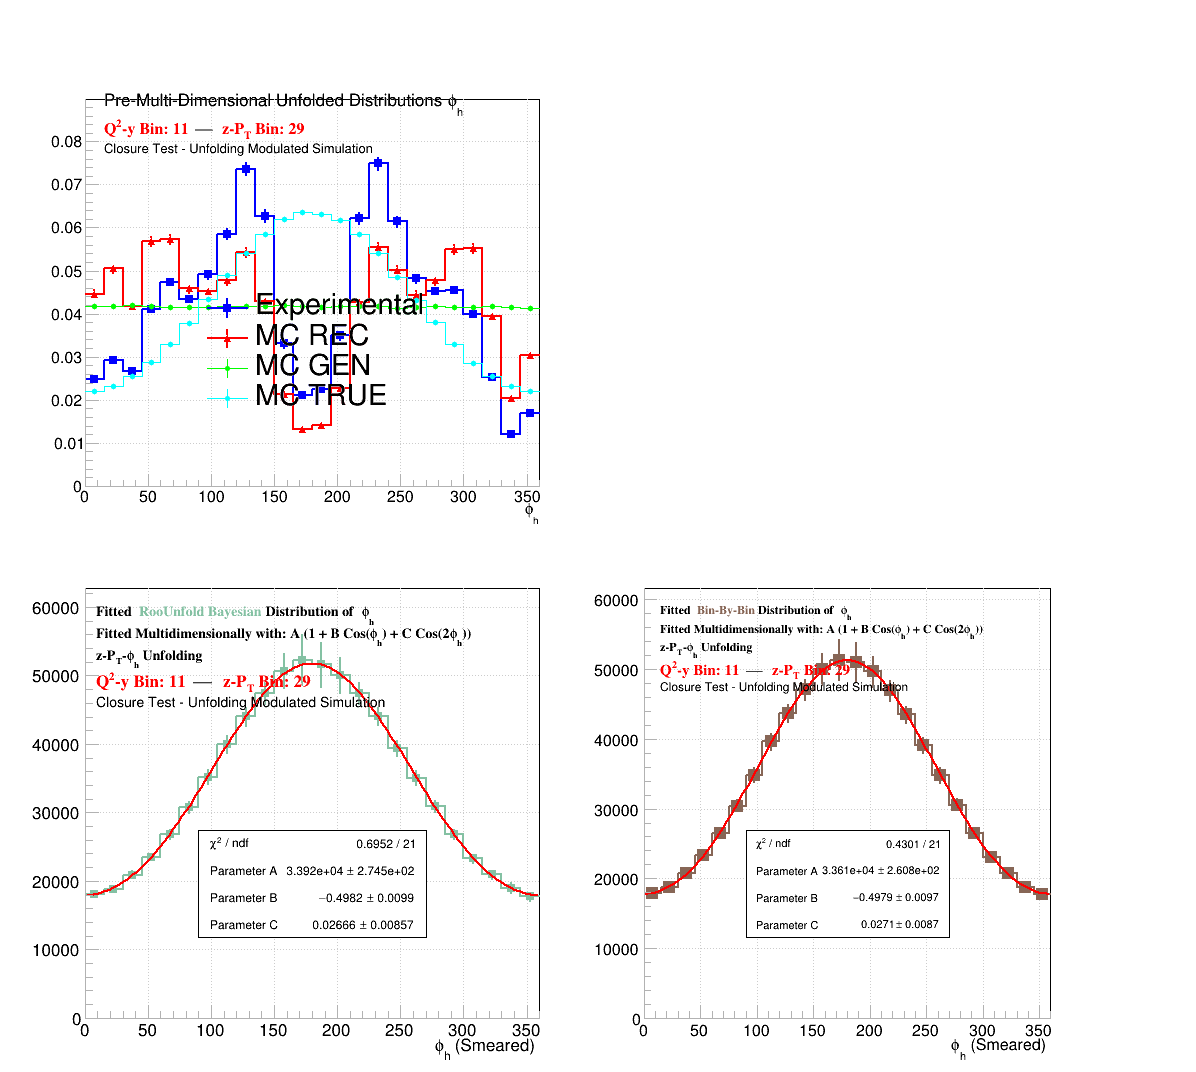 Pre-Multi-Dimensional Unfolded Distributions ϕh
Q2-y Bin: 11 — z-PT Bin: 29
Closure Test - Unfolding Modulated Simulation
0.08
0.07
0.06
0.05
0.04
0.03
0.02
0.01
0
Experimental
MC REC
MC GEN
MC TRUE
0 50 100 150 200 250 300 350
ϕh
Fitted RooUnfold Bayesian Distribution of ϕh
Fitted Multidimensionally with: A (1 + B Cos(ϕh) + C Cos(2ϕh))
z-PT-ϕh Unfolding
Q2-y Bin: 11 — z-PT Bin: 29
Closure Test - Unfolding Modulated Simulation
60000
50000
40000
30000
20000
10000
0
χ2 / ndf 0.6952 / 21
Parameter A 3.392e+04 ± 2.745e+02
Parameter B −0.4982 ± 0.0099
Parameter C 0.02666 ± 0.00857
0 50 100 150 200 250 300 350
ϕh (Smeared)
Fitted Bin-By-Bin Distribution of ϕh
Fitted Multidimensionally with: A (1 + B Cos(ϕh) + C Cos(2ϕh))
z-PT-ϕh Unfolding
Q2-y Bin: 11 — z-PT Bin: 29
Closure Test - Unfolding Modulated Simulation
60000
50000
40000
30000
20000
10000
0
χ2 / ndf 0.4301 / 21
Parameter A 3.361e+04 ± 2.608e+02
Parameter B −0.4979 ± 0.0097
Parameter C 0.0271 ± 0.0087
0 50 100 150 200 250 300 350
ϕh (Smeared)